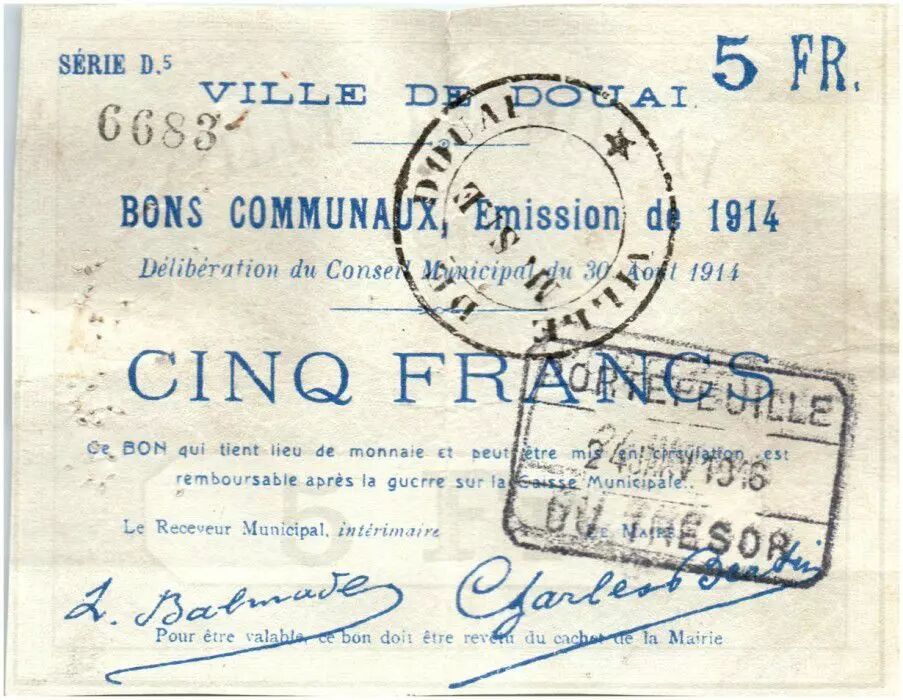 SÉRIE D.5
5 FR.
VILLE DE DOUAI
6683
BONS COMMUNAUX, Emission de 1914
Délibération du Conseil Municipal du 30 Août 1914
CINQ FRANCS
Ce BON qui tient lieu de monnaie et peut être mis en circulation est
remboursable après la guerre sur la Caisse Municipale.
Le Receveur Municipal, intérimaire
LE MAIRE
Pour être valable, ce bon doit être revêtu du cachet de la Mairie
VILLE DE DOUAI
PORTEFEUILLE
24 JANV 1916
DU TRESOR
L. Balmade
Charles Bertin
5 F